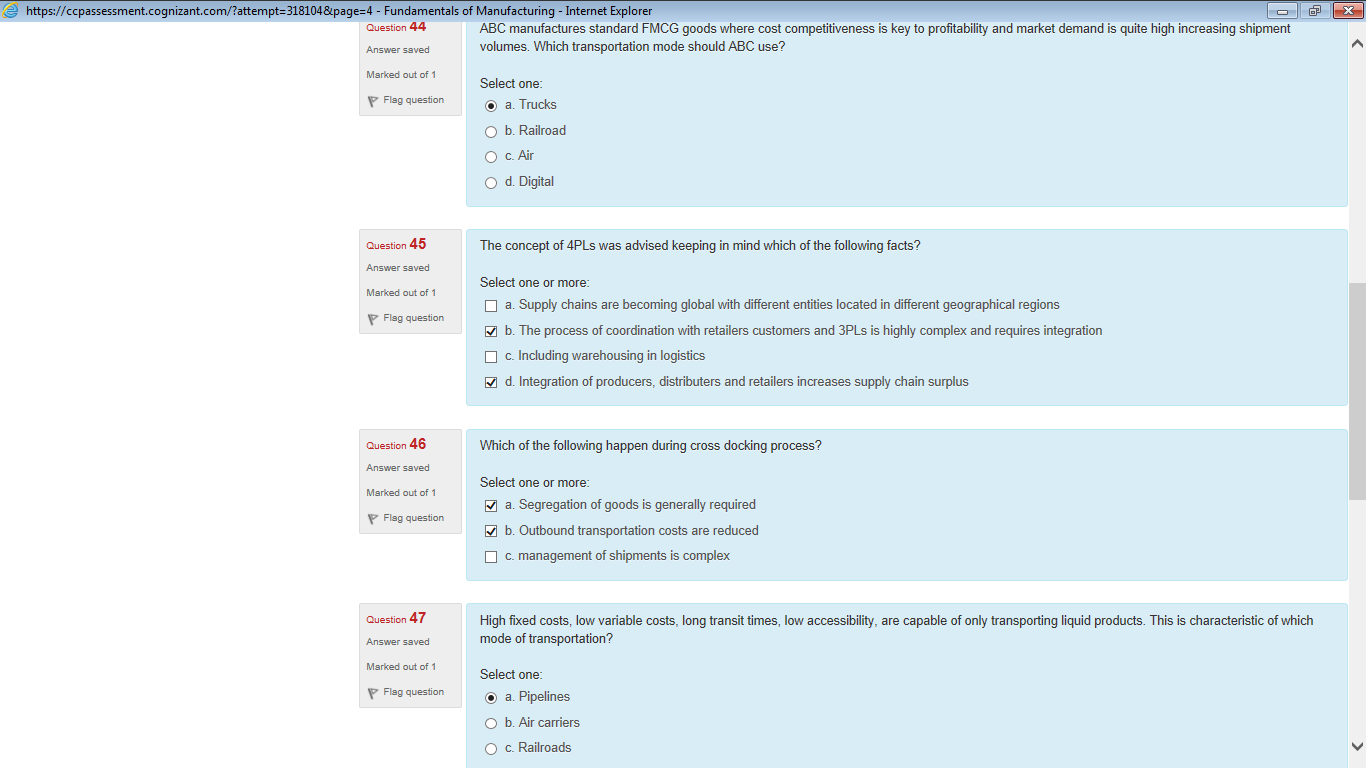 https://ccpassessment.cognizant.com/?attempt=318104&page=4 - Fundamentals of Manufacturing - Internet Explorer
Question 44
Answer saved
Marked out of 1
Flag question
ABC manufactures standard FMCG goods where cost competitiveness is key to profitability and market demand is quite high increasing shipment
volumes. Which transportation mode should ABC use?
Select one:
a. Trucks
b. Railroad
c. Air
d. Digital
Question 45
Answer saved
Marked out of 1
Flag question
The concept of 4PLs was advised keeping in mind which of the following facts?
Select one or more:
a. Supply chains are becoming global with different entities located in different geographical regions
b. The process of coordination with retailers customers and 3PLs is highly complex and requires integration
c. Including warehousing in logistics
d. Integration of producers, distributers and retailers increases supply chain surplus
Question 46
Answer saved
Marked out of 1
Flag question
Which of the following happen during cross docking process?
Select one or more:
a. Segregation of goods is generally required
b. Outbound transportation costs are reduced
c. management of shipments is complex
Question 47
Answer saved
Marked out of 1
Flag question
High fixed costs, low variable costs, long transit times, low accessibility, are capable of only transporting liquid products. This is characteristic of which
mode of transportation?
Select one:
a. Pipelines
b. Air carriers
c. Railroads